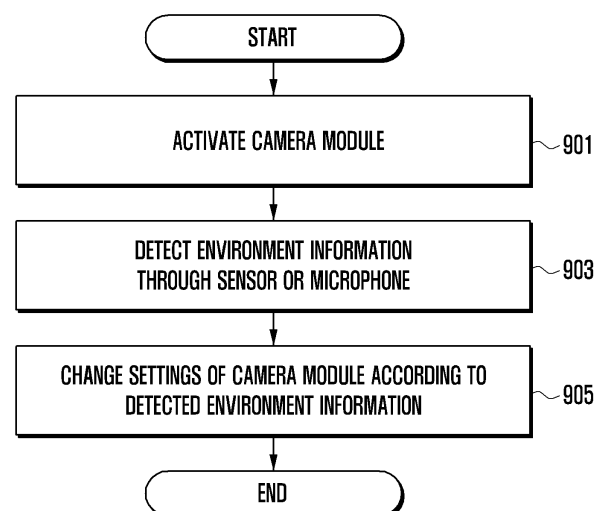 START
ACTIVATE CAMERA MODULE
901
DETECT ENVIRONMENT INFORMATION
THROUGH SENSOR OR MICROPHONE
903
CHANGE SETTINGS OF CAMERA MODULE ACCORDING TO
DETECTED ENVIRONMENT INFORMATION
905
END